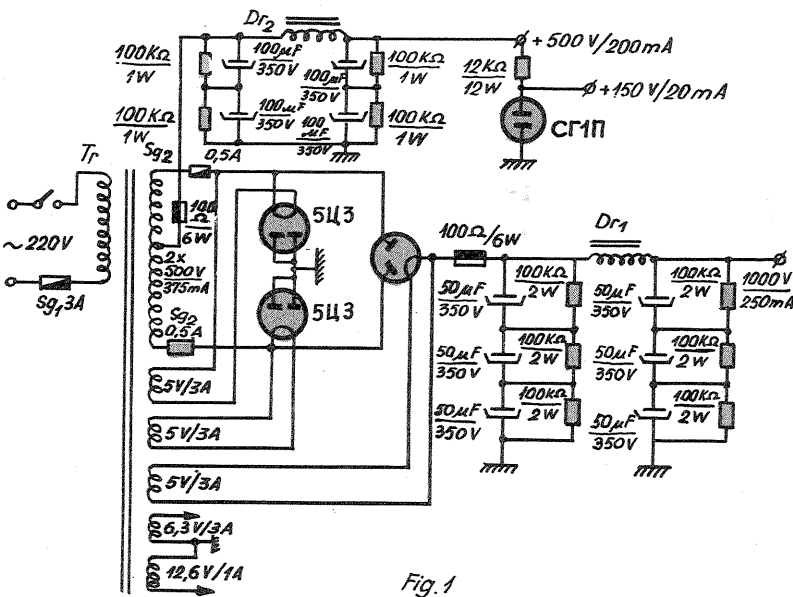 Dr2
+500V/200mA
100KΩ
1W
100µF
350V
100µF
350V
100KΩ
1W
12KΩ
12W
+150V/20mA
100KΩ
1W
100µF
350V
100
µF
350V
100KΩ
1W
СГ1П
Tr
Sg2
0,5A
100
Ω
6W
5Ц3
100Ω/6W
Dr1
~220V
2x
500V
375mA
Sg1 3A
5Ц3
Sg2
0,5A
50µF
350V
100KΩ
2W
50µF
350V
100KΩ
2W
1000V
250mA
50µF
350V
100KΩ
2W
50µF
350V
100KΩ
2W
5V/3A
50µF
350V
100KΩ
2W
50µF
350V
100KΩ
2W
5V/3A
5V/3A
6,3V/3A
12,6V/1A
Fig.1